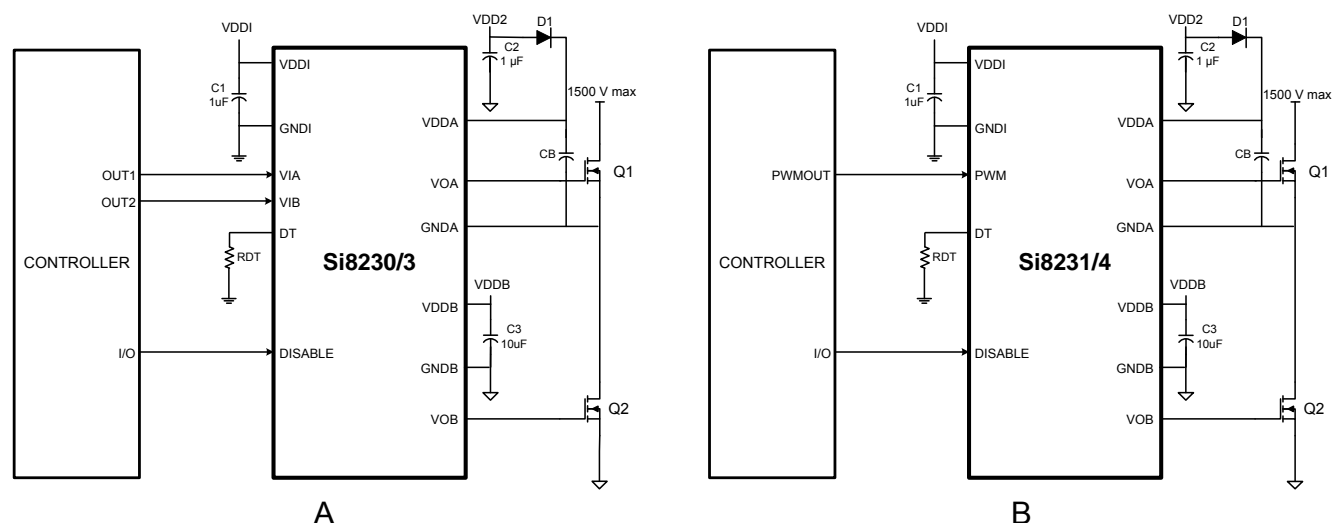 VDDI
VDD2
D1
C2
1 µF
C1
1uF
VDDI
GNDI
1500 V max
VDDA
CB
OUT1
VIA
VOA
Q1
OUT2
VIB
DT
GNDA
RDT
CONTROLLER
Si8230/3
VDDB
VDDB
C3
10uF
I/O
DISABLE
GNDB
VOB
Q2
A
VDDI
VDD2
D1
C2
1 µF
C1
1uF
VDDI
GNDI
1500 V max
VDDA
CB
PWMOUT
PWM
VOA
Q1
DT
GNDA
RDT
CONTROLLER
Si8231/4
VDDB
VDDB
C3
10uF
I/O
DISABLE
GNDB
VOB
Q2
B